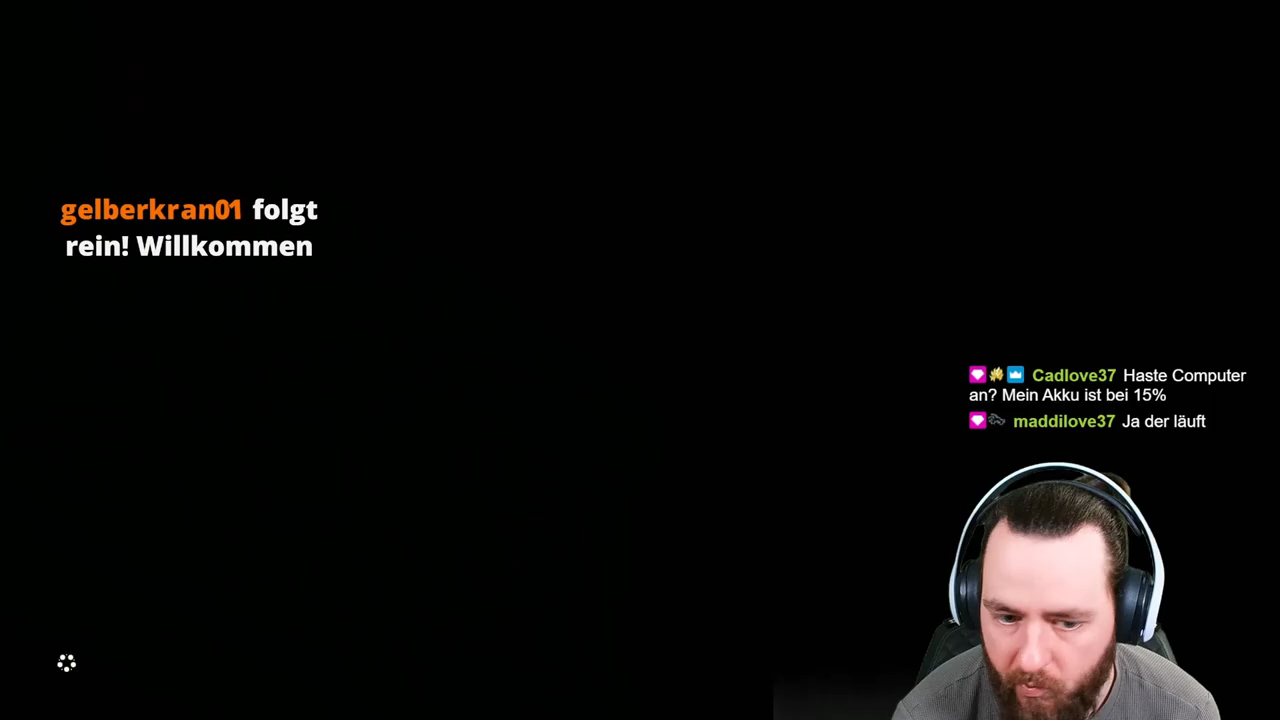 gelberkran01 folgt
rein! Willkommen
Cadlove37 Haste Computer
an? Mein Akku ist bei 15%
maddilove37 Ja der läuft